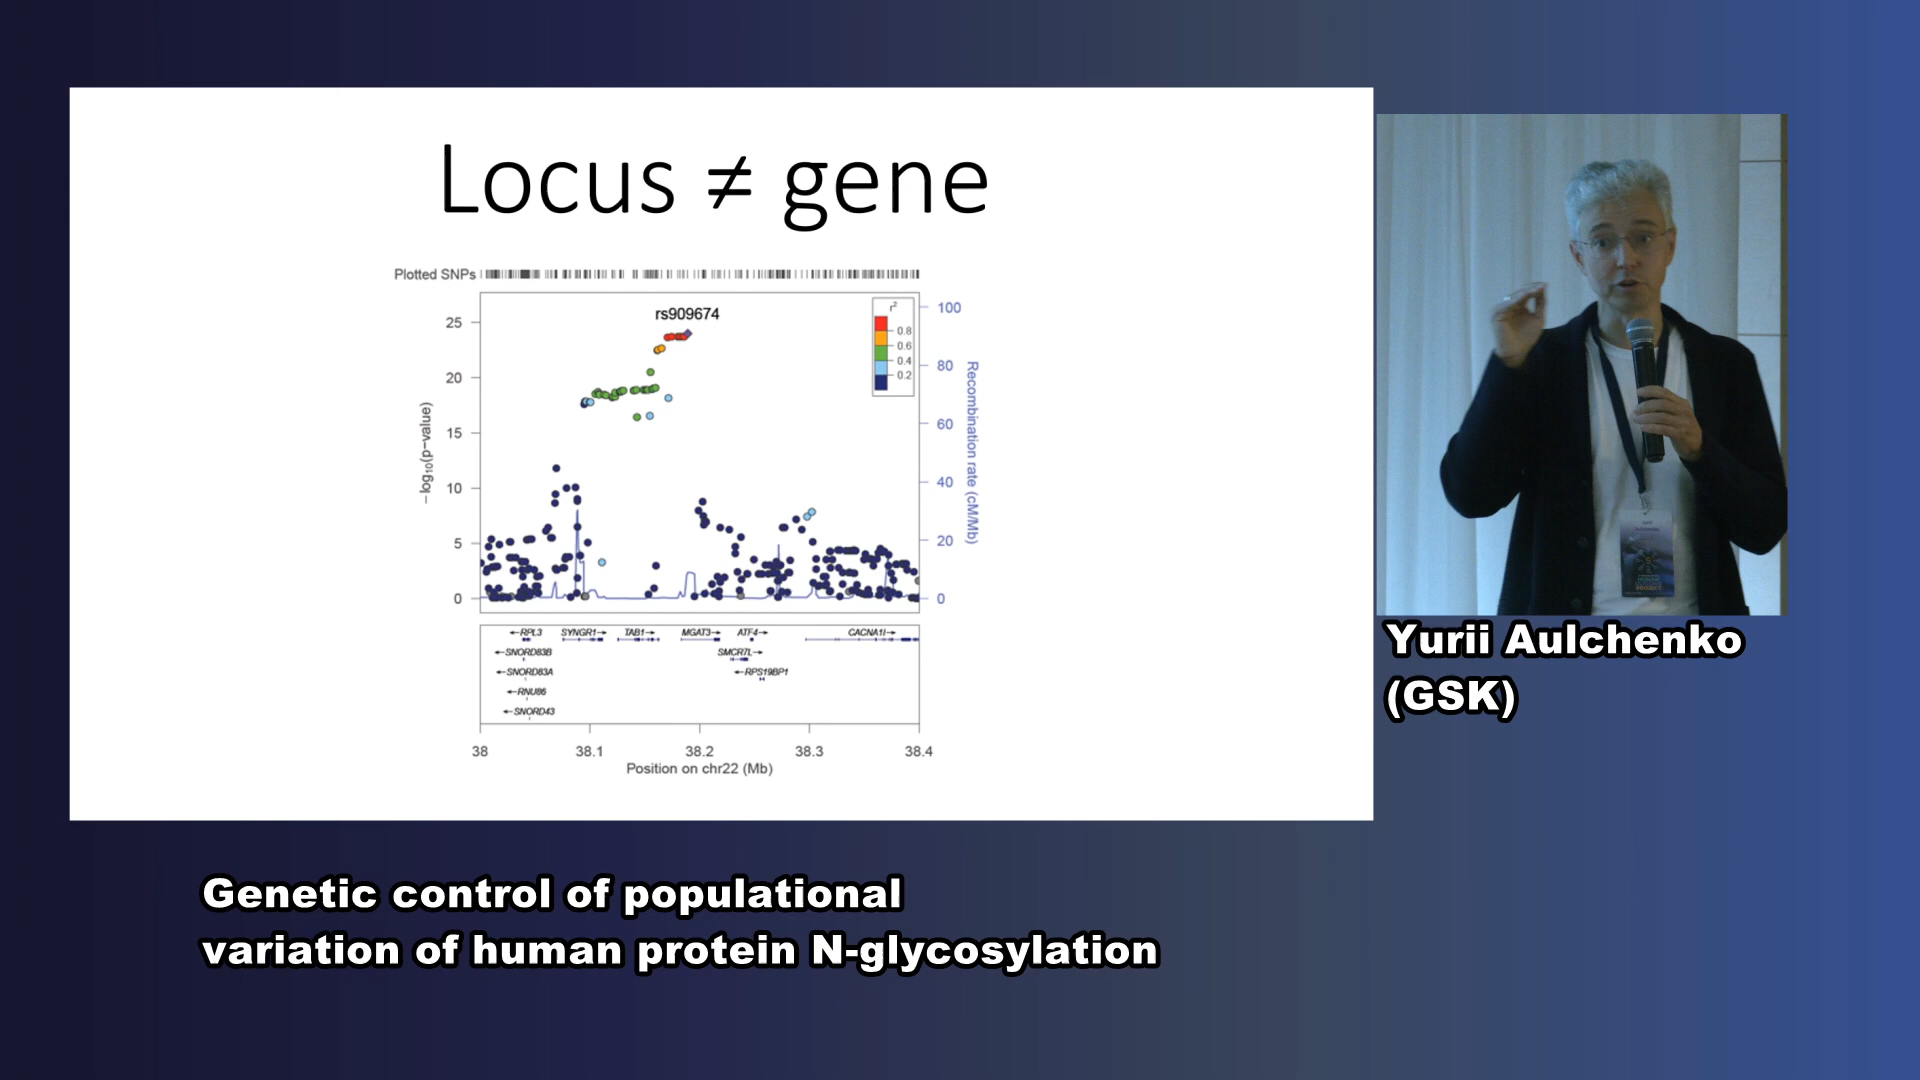 Locus ≠ gene
Plotted SNPs
rs909674
r²
0.8
0.6
0.4
0.2
25
20
15
10
5
0
−log10(p−value)
100
80
60
40
20
0
Recombination rate (cM/Mb)
←RPL3
SYNGR1→
TAB1→
MGAT3→
ATF4→
CACNA1I→
←SNORD83B
SMCR7L→
←SNORD83A
←RPS19BP1
←RNU86
←SNORD43
38
38.1
38.2
38.3
38.4
Position on chr22 (Mb)
Yurii Aulchenko
(GSK)
Genetic control of populational
variation of human protein N-glycosylation